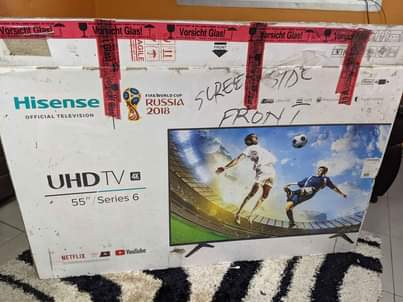 Vorsicht Glas!
Vorsicht Glas!
Vorsicht Glas!
Vorsicht Glas!
FRAGILE
Hisense
OFFICIAL TELEVISION
FIFA WORLD CUP
RUSSIA
2018
SCREE SIDE
FRONT
UHD TV 4K
55" / Series 6
NETFLIX
YouTube